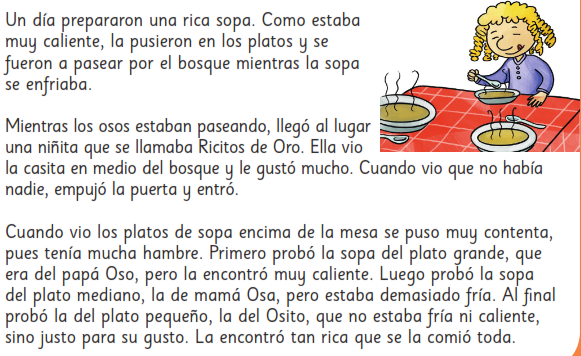 Un día prepararon una rica sopa. Como estaba
muy caliente, la pusieron en los platos y se
fueron a pasear por el bosque mientras la sopa
se enfriaba.
Mientras los osos estaban paseando, llegó al lugar
una niñita que se llamaba Ricitos de Oro. Ella vio
la casita en medio del bosque y le gustó mucho. Cuando vio que no había
nadie, empujó la puerta y entró.
Cuando vio los platos de sopa encima de la mesa se puso muy contenta,
pues tenía mucha hambre. Primero probó la sopa del plato grande, que
era del papá Oso, pero la encontró muy caliente. Luego probó la sopa
del plato mediano, la de mamá Osa, pero estaba demasiado fría. Al final
probó la del plato pequeño, la del Osito, que no estaba fría ni caliente,
sino justo para su gusto. La encontró tan rica que se la comió toda.